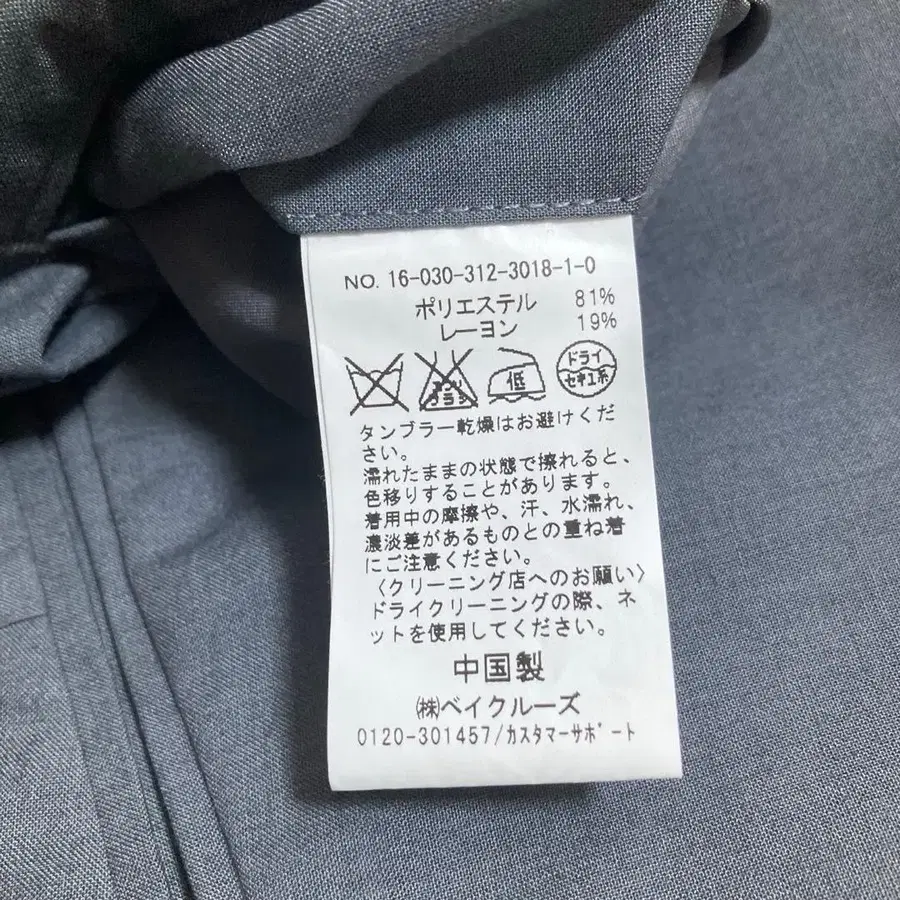 NO. 16-030-312-3018-1-0
ポリエステル 81%
レーヨン 19%
エンソ サラシ 低 ドライ セキユ系
タンブラー乾燥はお避けくだ
さい。
濡れたままの状態で擦れると、
色移りすることがあります。
着用中の摩擦や、汗、水濡れ、
濃淡差があるものとの重ね着
にご注意ください。
〈クリーニング店へのお願い〉
ドライクリーニングの際、ネ
ットを使用してください。
中国製
㈱ベイクルーズ
0120-301457/カスタマーサポート